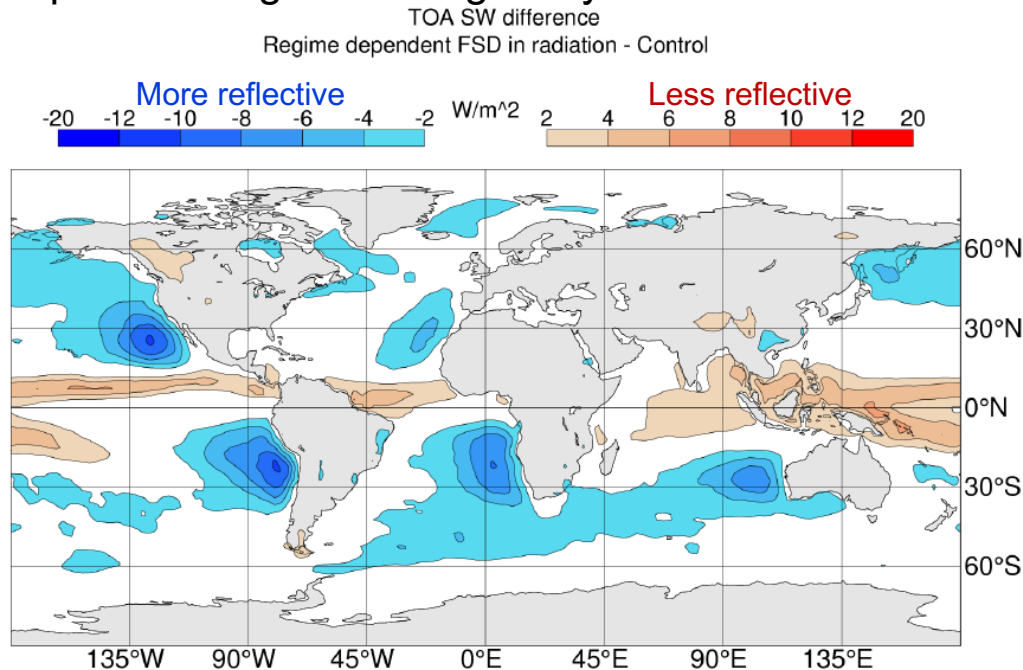 TOA SW difference
Regime dependent FSD in radiation - Control
More reflective
Less reflective
-20 -12 -10 -8 -6 -4 -2 W/m^2 2 4 6 8 10 12 20
60°N
30°N
0°N
30°S
60°S
135°W 90°W 45°W 0°E 45°E 90°E 135°E